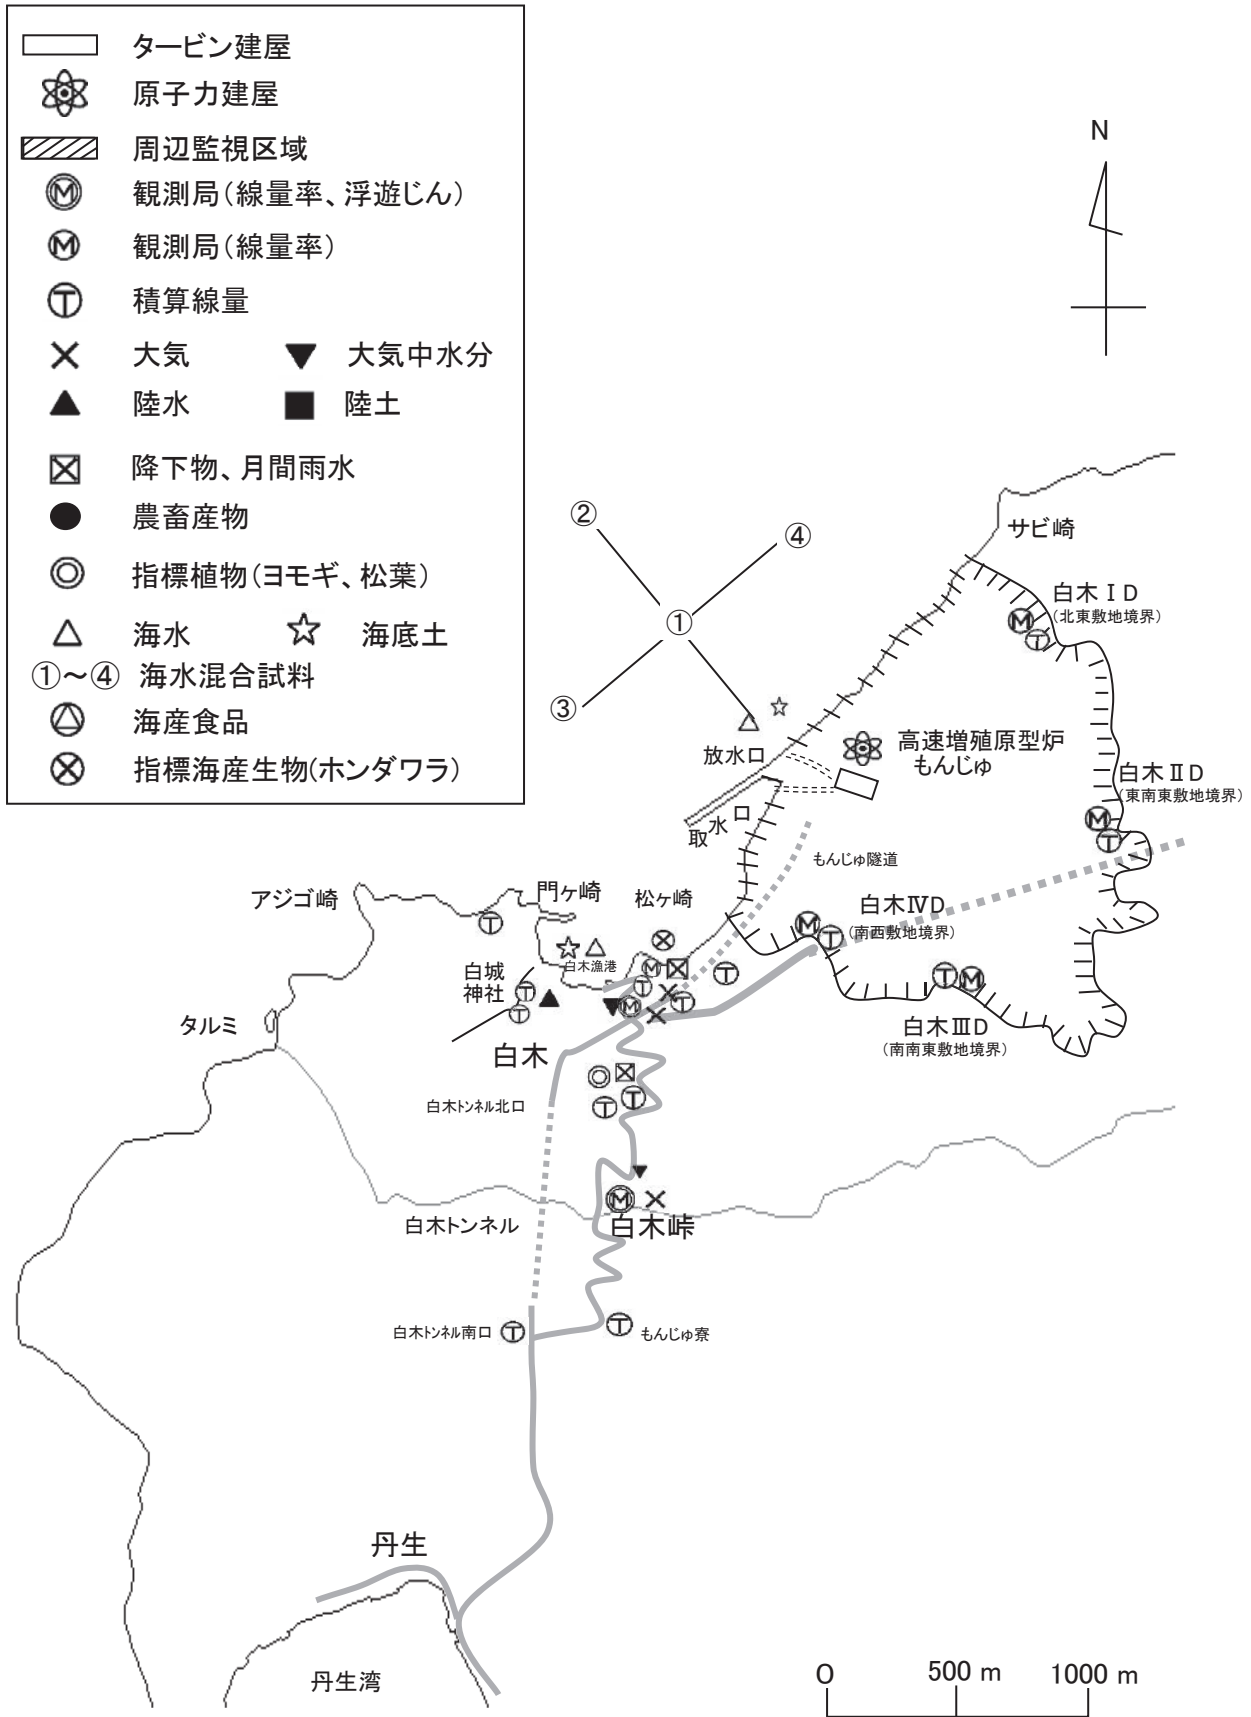 タービン建屋
原子力建屋
周辺監視区域
Ⓜ 観測局(線量率、浮遊じん)
Ⓜ 観測局(線量率)
Ⓣ 積算線量
大気
大気中水分
陸水
陸土
降下物、月間雨水
農畜産物
指標植物(ヨモギ、松葉)
海水
海底土
①~④ 海水混合試料
海産食品
指標海産生物(ホンダワラ)
N
②
④
①
③
サビ崎
白木ⅠD
(北東敷地境界)
Ⓜ
Ⓣ
放水口
高速増殖原型炉
もんじゅ
白木ⅡD
(東南東敷地境界)
Ⓜ
Ⓣ
取水口
もんじゅ隧道
アジゴ崎
門ヶ崎
松ヶ崎
白木ⅣD
(南西敷地境界)
Ⓜ
Ⓣ
Ⓣ
白木漁港
Ⓜ
Ⓣ
白城
神社
Ⓣ
Ⓣ
Ⓣ
Ⓜ
Ⓣ
Ⓣ
Ⓜ
タルミ
白木ⅢD
(南南東敷地境界)
白木
白木トンネル北口
Ⓣ
Ⓣ
Ⓜ
白木トンネル
白木峠
白木トンネル南口
Ⓣ
Ⓣ
もんじゅ寮
丹生
丹生湾
0
500 m
1000 m